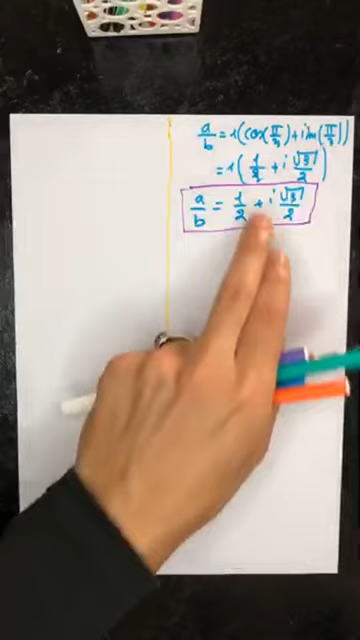 a/b = 1(cos(π/3) + i sin(π/3))
= 1(1/2 + i √3/2)
a/b = 1/2 + i √3/2